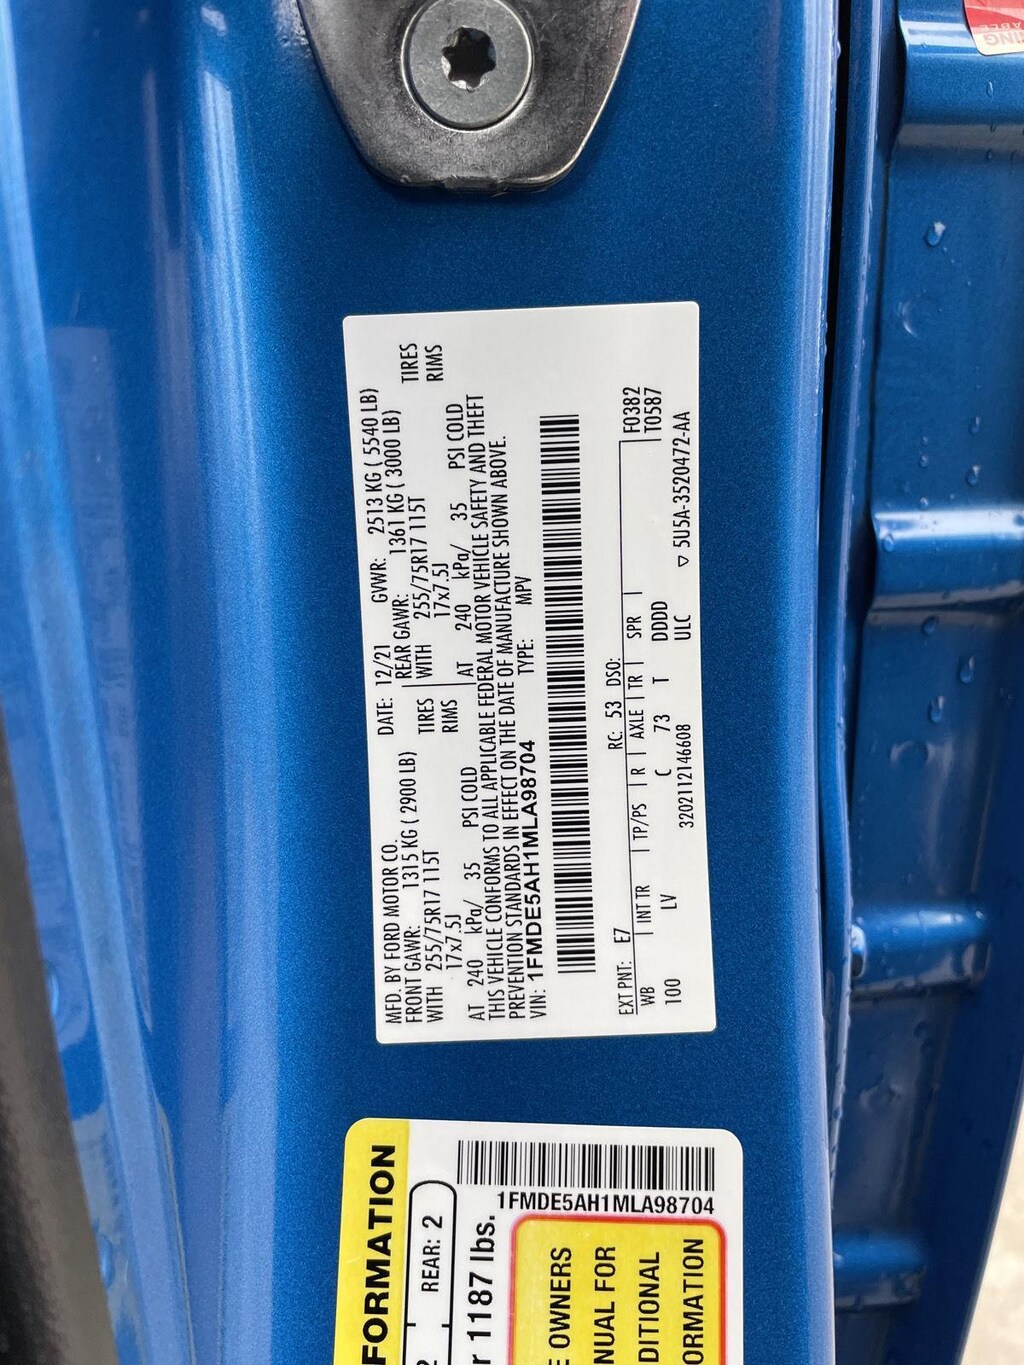 MFD. BY FORD MOTOR CO.
DATE: 12/21
GVWR: 2513 KG ( 5540 LB)
FRONT GAWR: 1315 KG ( 2900 LB)
REAR GAWR: 1361 KG ( 3000 LB)
WITH 255/75R17 115T TIRES
WITH 255/75R17 115T TIRES
17x7.5J RIMS
17x7.5J RIMS
AT 240 kPa/ 35 PSI COLD
AT 240 kPa/ 35 PSI COLD
THIS VEHICLE CONFORMS TO ALL APPLICABLE FEDERAL MOTOR VEHICLE SAFETY AND THEFT
PREVENTION STANDARDS IN EFFECT ON THE DATE OF MANUFACTURE SHOWN ABOVE.
VIN: 1FMDE5AH1MLA98704
TYPE: MPV
EXT PNT: E7
RC: 53 DSO:
F0382
WB | INT TR | TP/PS | R | AXLE | TR | SPR |
T0587
100 LV C 73 T DDDD
3202112146608
ULC
▽ 5U5A-3520472-AA
1FMDE5AH1MLA98704
FORMATION
REAR: 2
r 1187 lbs.
E OWNERS
NUAL FOR
DITIONAL
ORMATION